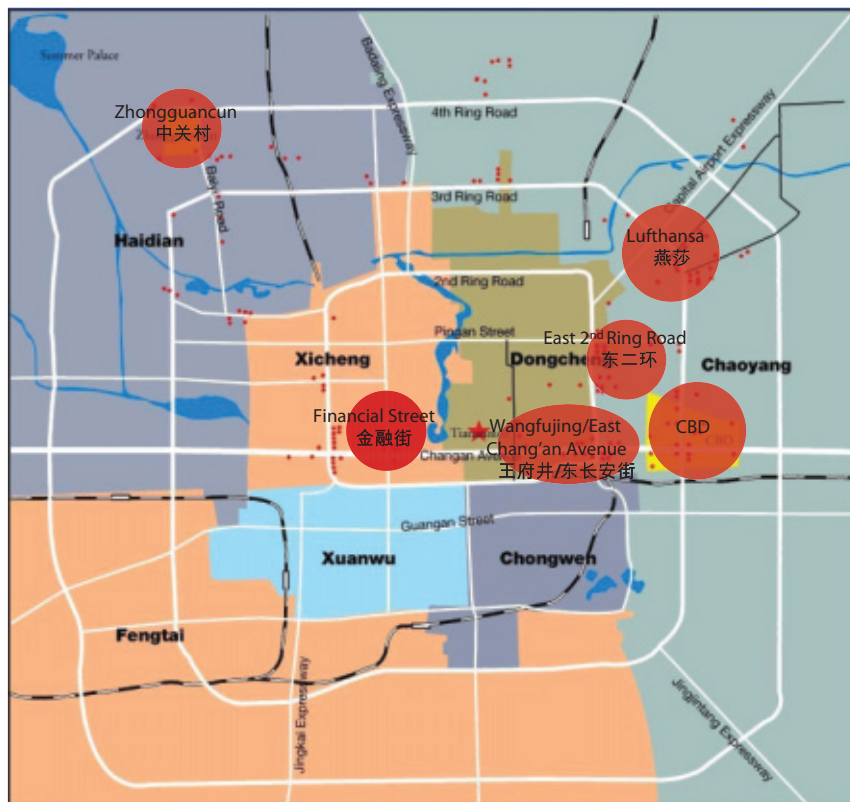 Summer Palace
Badaling Expressway
Zhongguancun
中关村
4th Ring Road
Capital Airport Expressway
Baiyi Road
3rd Ring Road
Haidian
Lufthansa
燕莎
2nd Ring Road
Pingan Street
East 2nd Ring Road
东二环
Xicheng
Dongcheng
Chaoyang
Financial Street
金融街
Wangfujing/East
Chang'an Avenue
王府井/东长安街
CBD
CBD
Changan Ave
Guangan Street
Xuanwu
Chongwen
Fengtai
Jingkai Expressway
Jingjintang Expressway